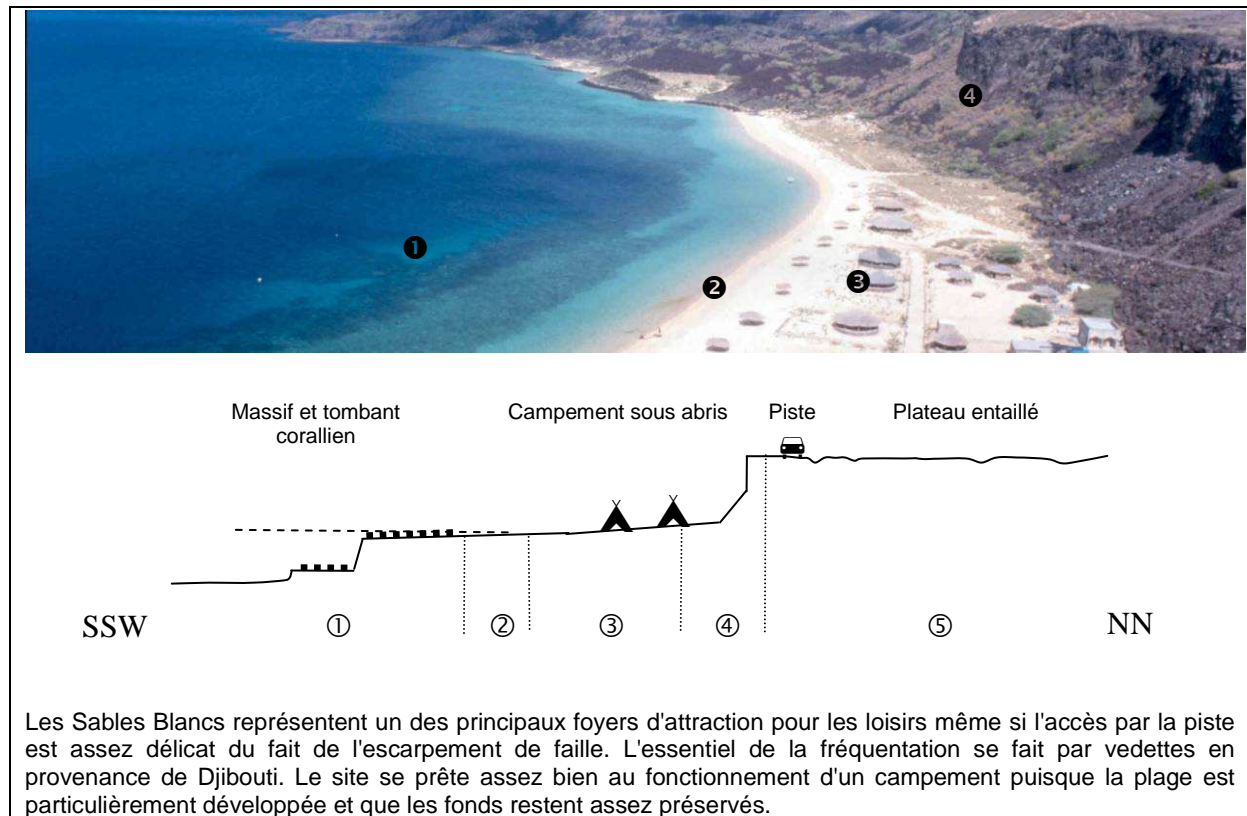 ❶
❷
❸
❹
Massif et tombant
corallien
Campement sous abris
Piste
Plateau entaillé
SSW
①
②
③
④
⑤
NN
Les Sables Blancs représentent un des principaux foyers d'attraction pour les loisirs même si l'accès par la piste
est assez délicat du fait de l'escarpement de faille. L'essentiel de la fréquentation se fait par vedettes en
provenance de Djibouti. Le site se prête assez bien au fonctionnement d'un campement puisque la plage est
particulièrement développée et que les fonds restent assez préservés.